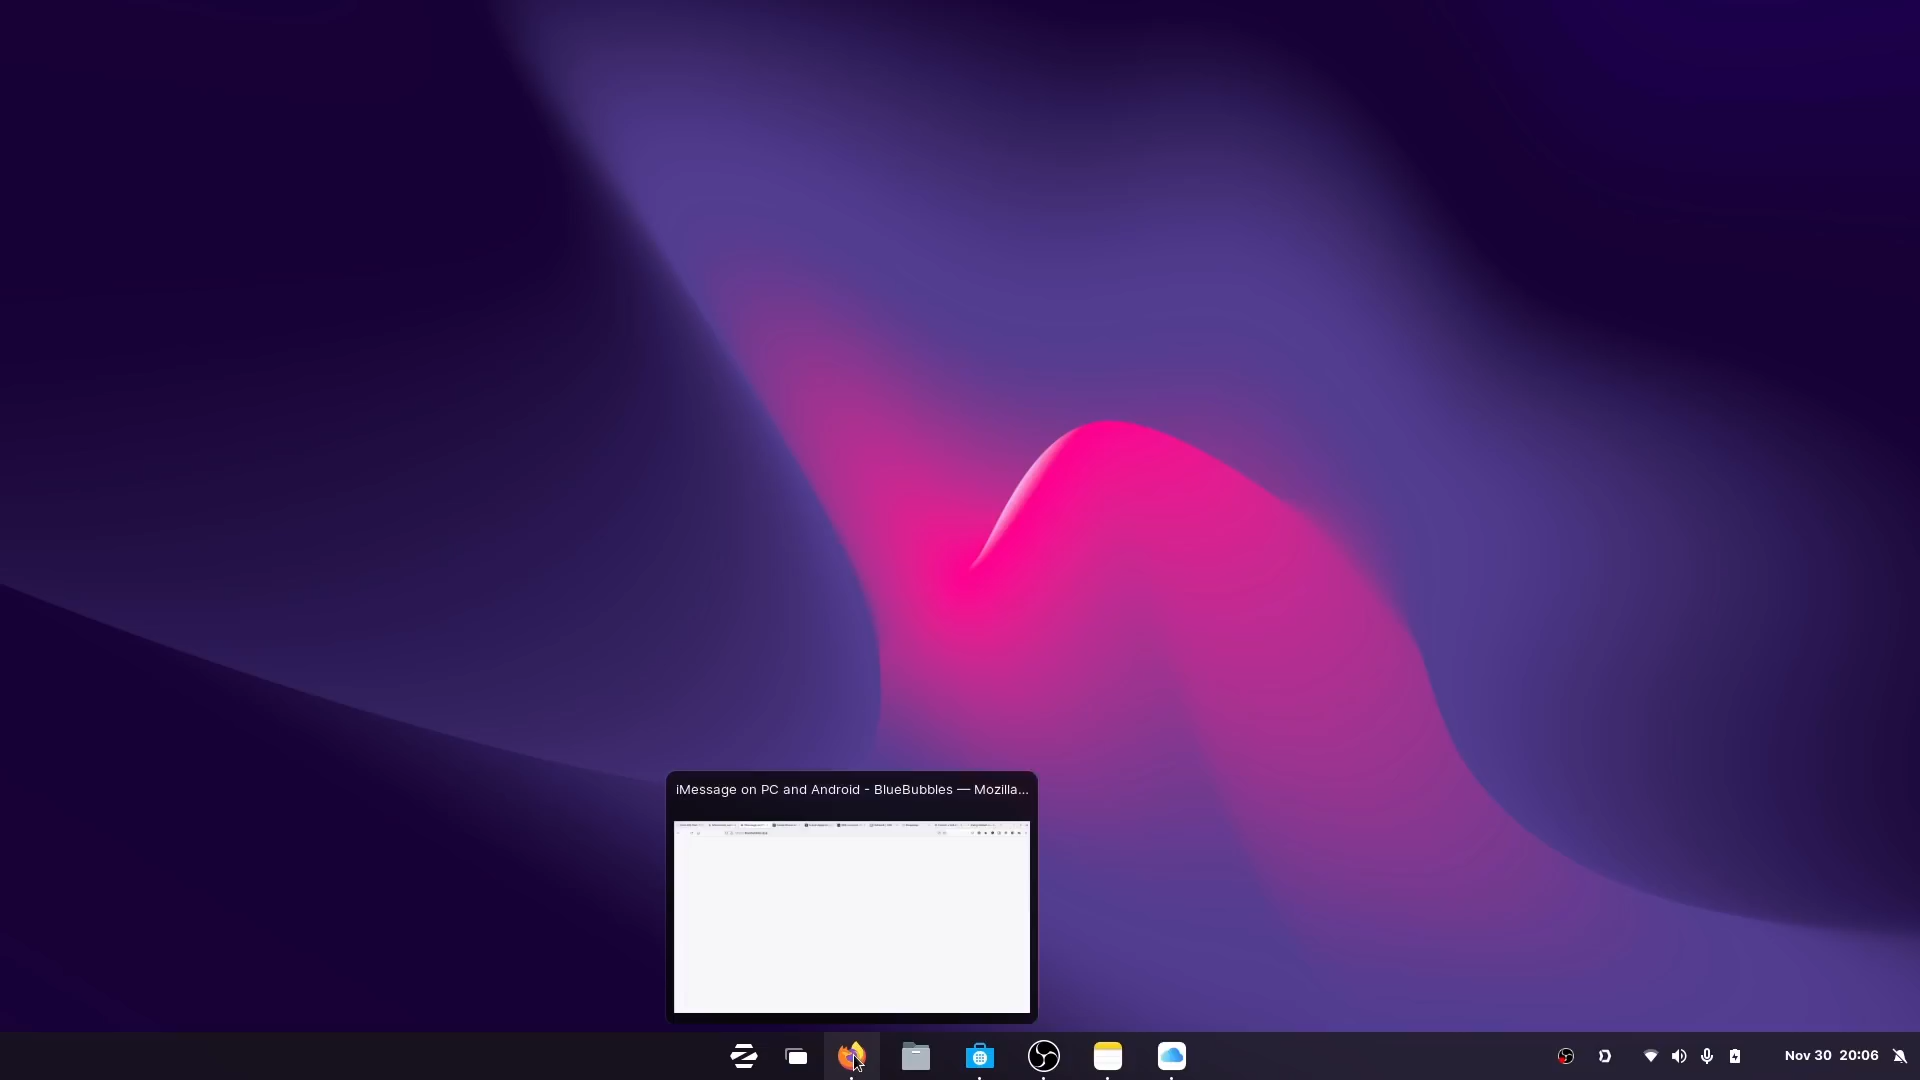 iMessage on PC and Android - BlueBubbles — Mozilla...
Nov 30 20:06